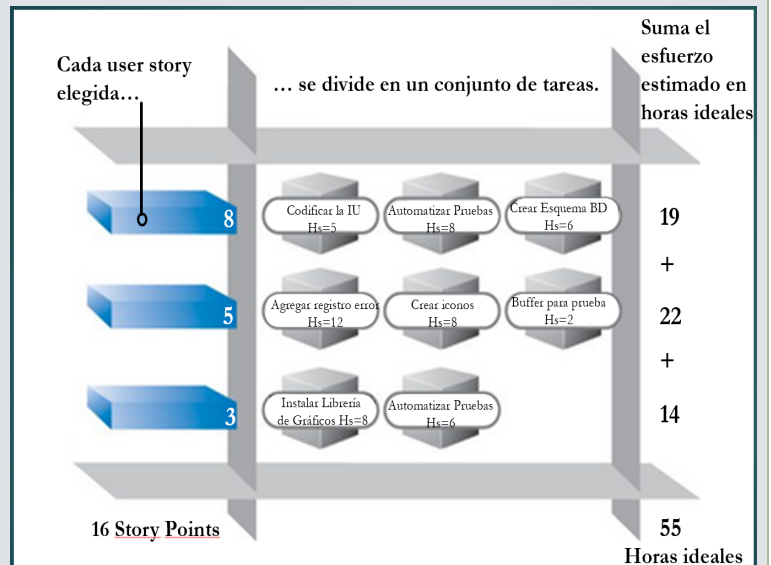 Suma el
esfuerzo
estimado en
horas ideales
Cada user story
elegida…
… se divide en un conjunto de tareas.
8
Codificar la IU
Hs=5
Automatizar Pruebas
Hs=8
Crear Esquema BD
Hs=6
19
+
5
Agregar registro error
Hs=12
Crear iconos
Hs=8
Buffer para prueba
Hs=2
22
+
3
Instalar Librería
de Gráficos Hs=8
Automatizar Pruebas
Hs=6
14
16 Story Points
55
Horas ideales